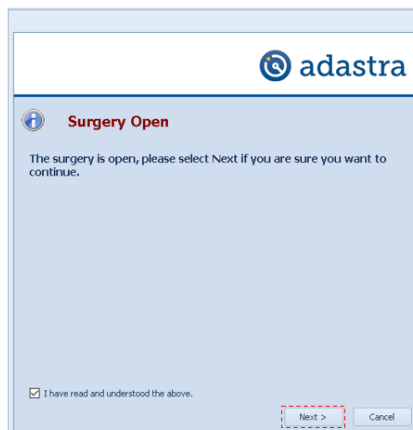 adastra
Surgery Open
The surgery is open, please select Next if you are sure you want to
continue.
I have read and understood the above.
Next >
Cancel